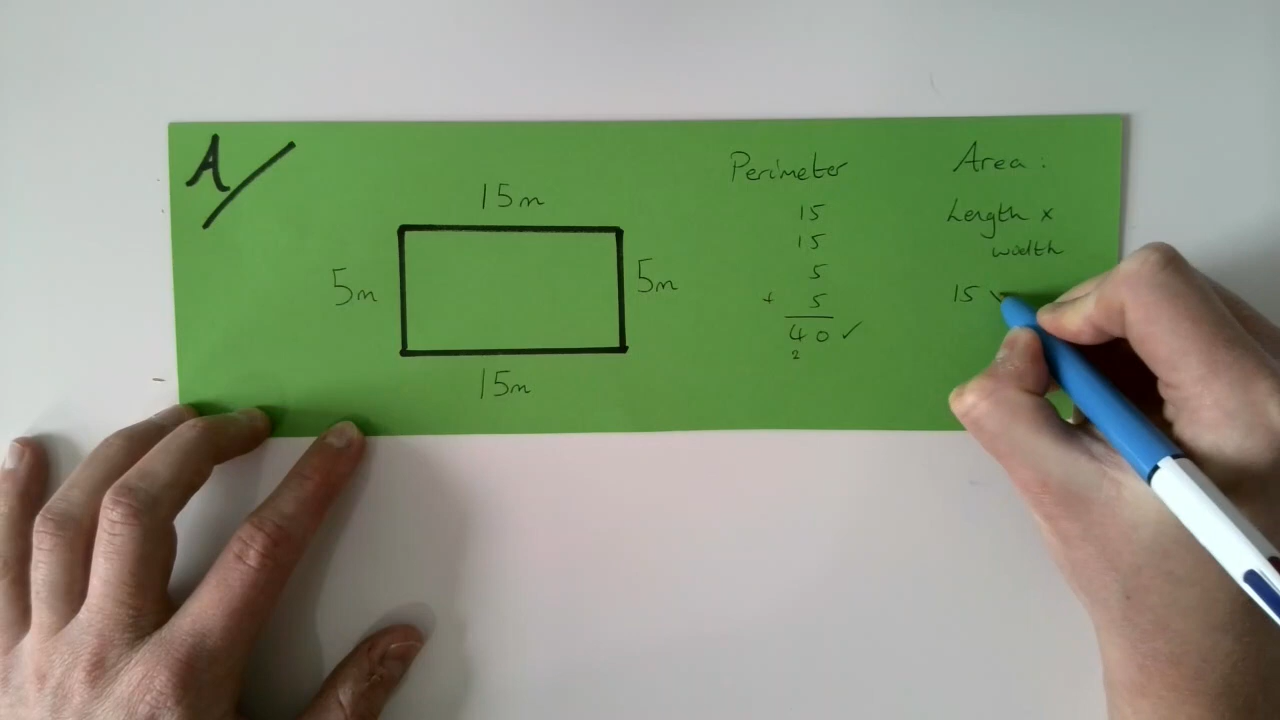 A/
15m
5m
5m
15m
Perimeter
15
15
5
+ 5
40 ✓
2
Area:
Length x
width
15